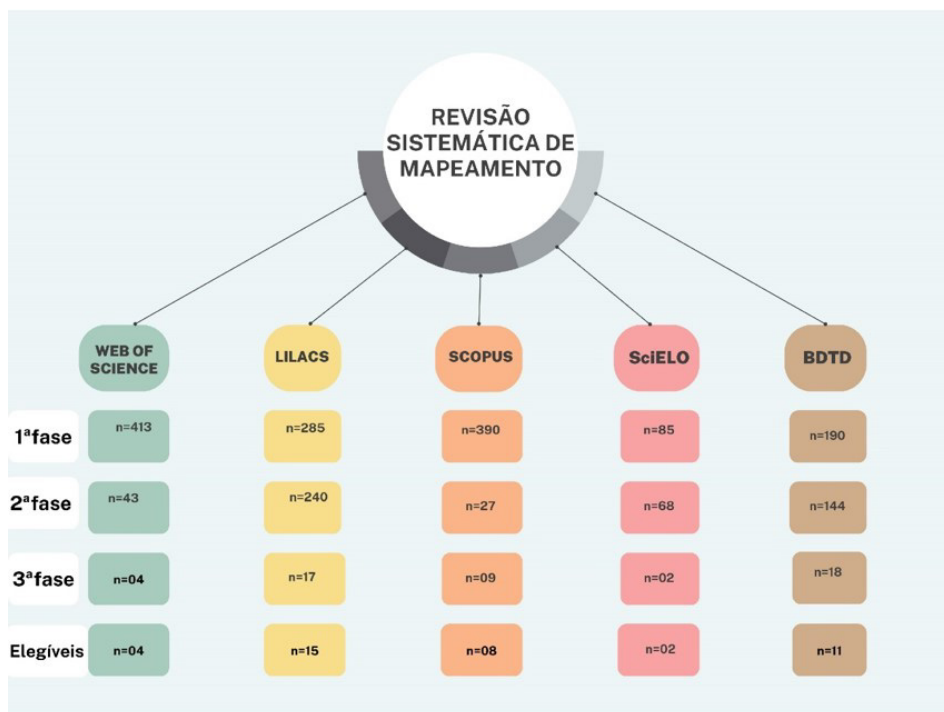 REVISÃO
SISTEMÁTICA DE
MAPEAMENTO
WEB OF
SCIENCE
LILACS
SCOPUS
SciELO
BDTD
1ªfase
n=413
n=285
n=390
n=85
n=190
2ªfase
n=43
n=240
n=27
n=68
n=144
3ªfase
n=04
n=17
n=09
n=02
n=18
Elegíveis
n=04
n=15
n=08
n=02
n=11